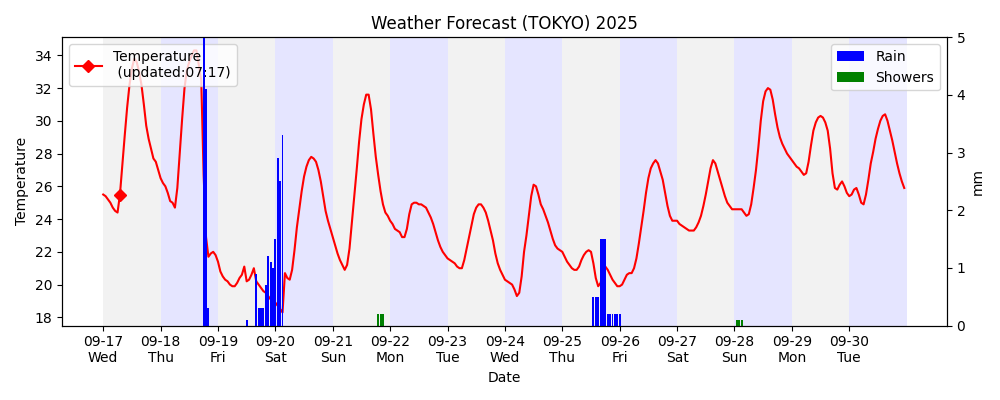 Weather Forecast (TOKYO) 2025
Temperature
(updated:07:17)
Rain
Showers
34
32
30
28
26
24
22
20
18
Temperature
5
4
3
2
1
0
mm
09-17 09-18 09-19 09-20 09-21 09-22 09-23 09-24 09-25 09-26 09-27 09-28 09-29 09-30
Wed Thu Fri Sat Sun Mon Tue Wed Thu Fri Sat Sun Mon Tue
Date